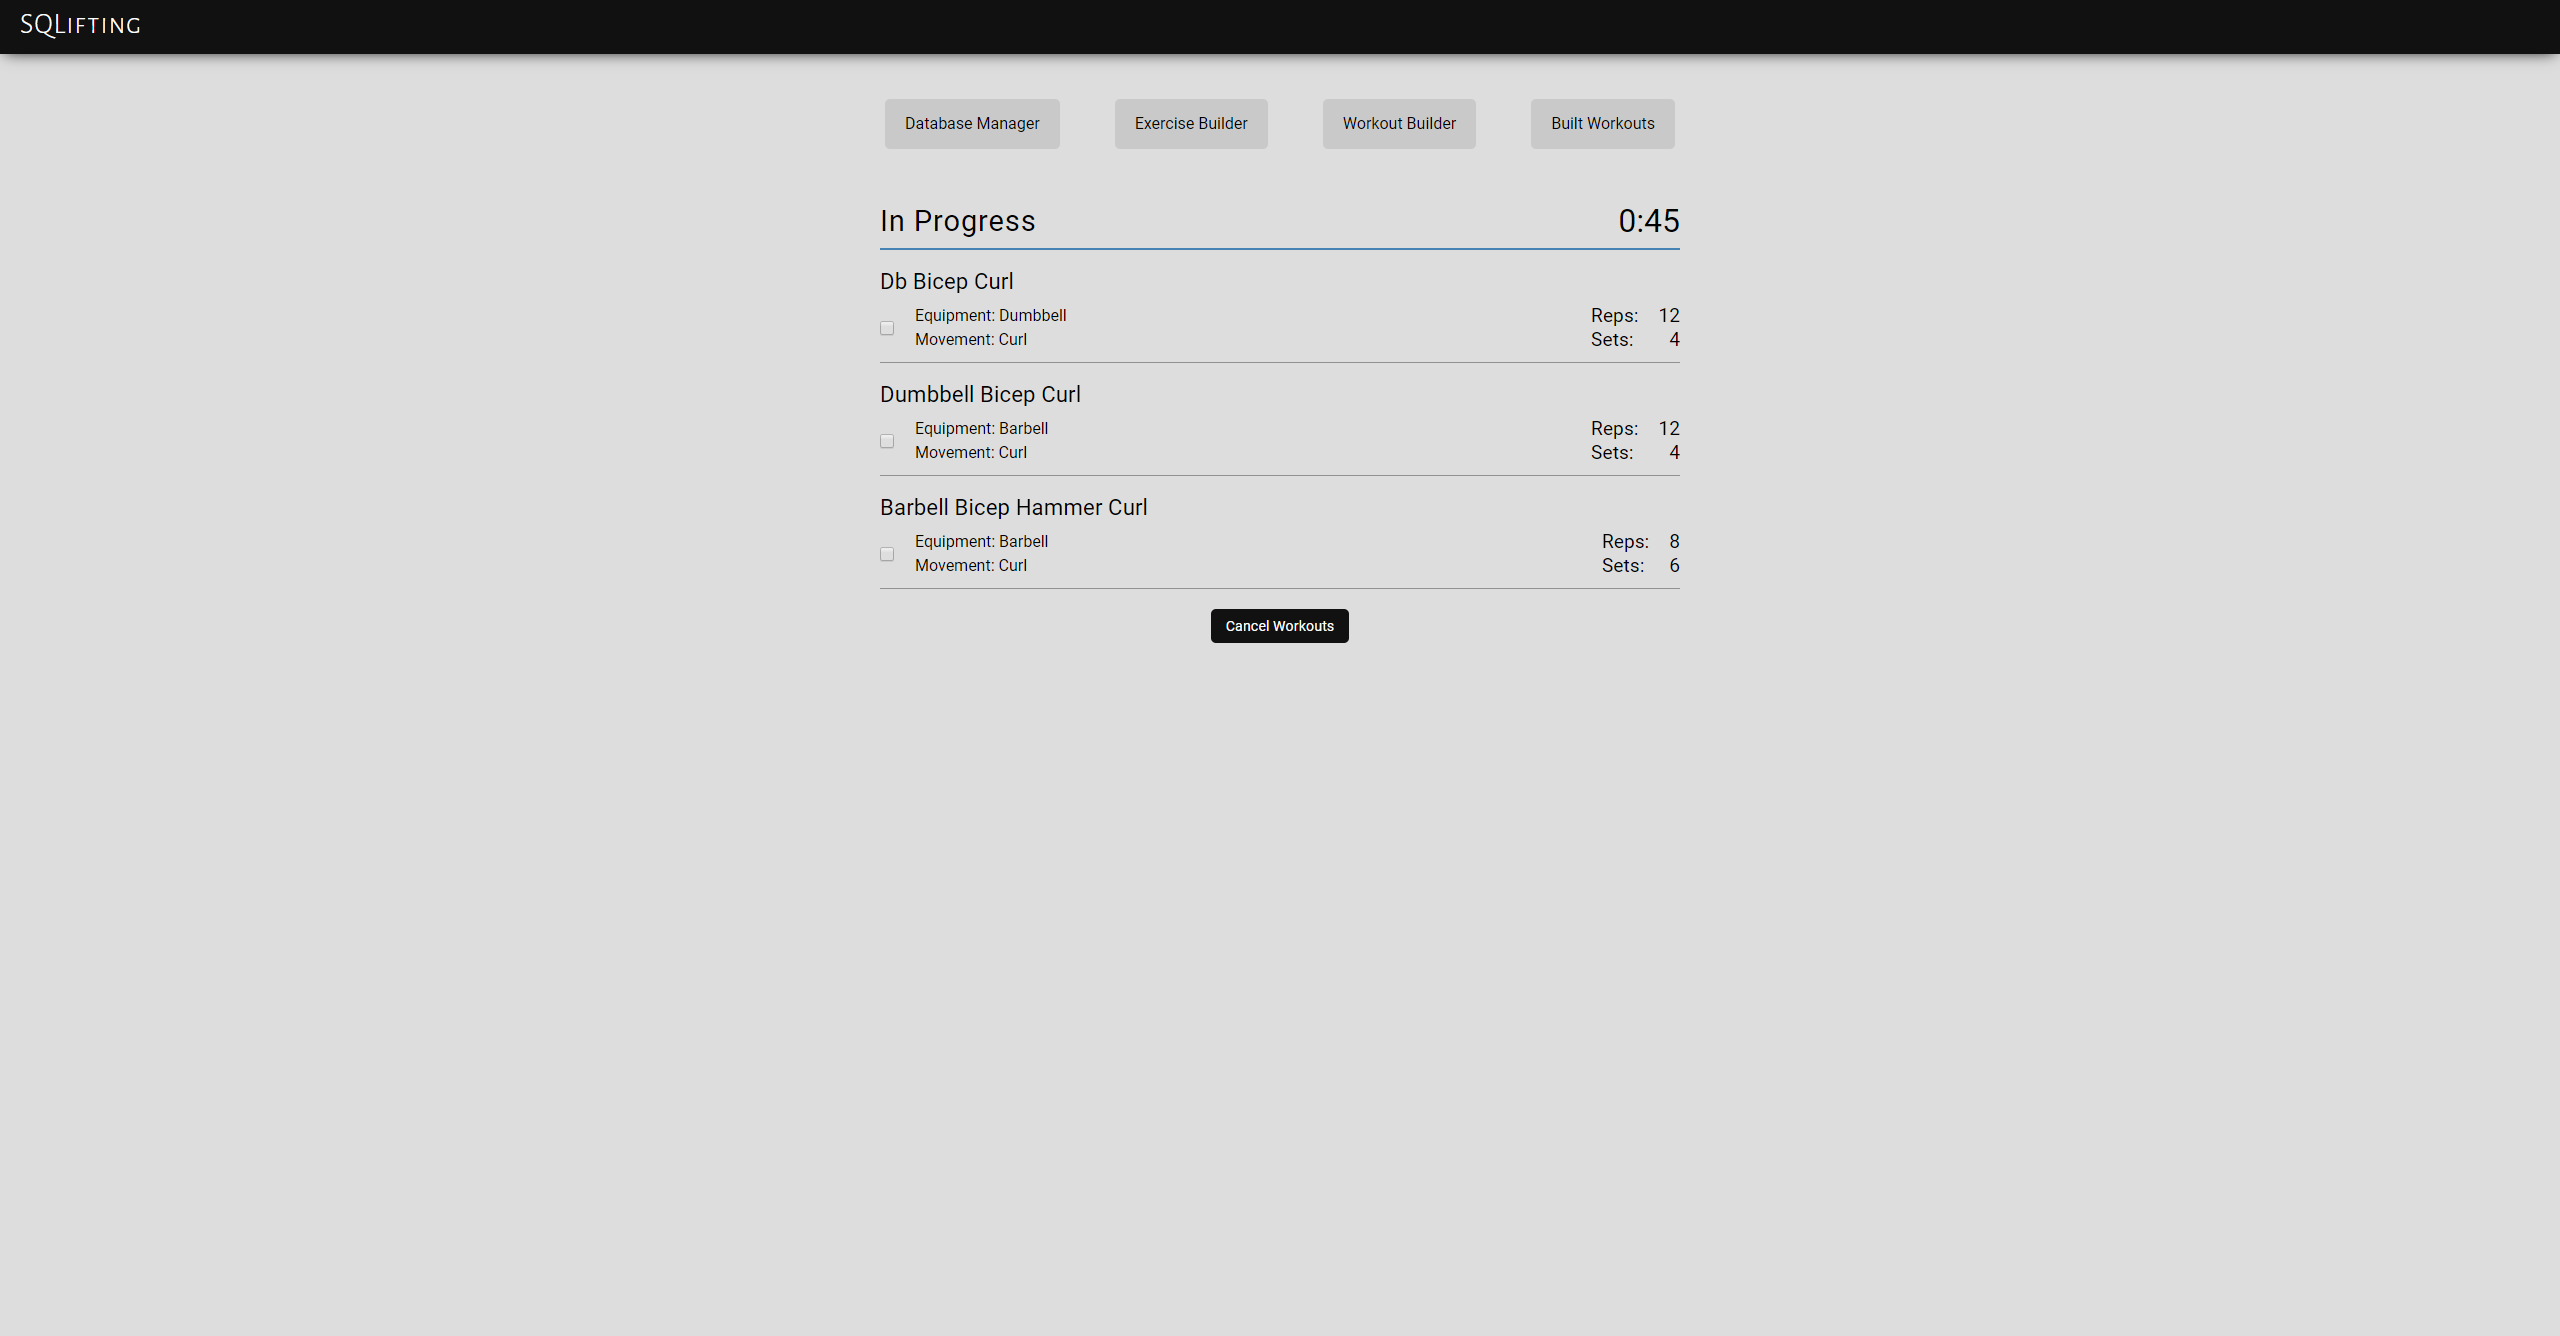 SQLifting
Database Manager Exercise Builder Workout Builder Built Workouts
In Progress 0:45
Db Bicep Curl
Equipment: Dumbbell Reps: 12
Movement: Curl Sets: 4
Dumbbell Bicep Curl
Equipment: Barbell Reps: 12
Movement: Curl Sets: 4
Barbell Bicep Hammer Curl
Equipment: Barbell Reps: 8
Movement: Curl Sets: 6
Cancel Workouts